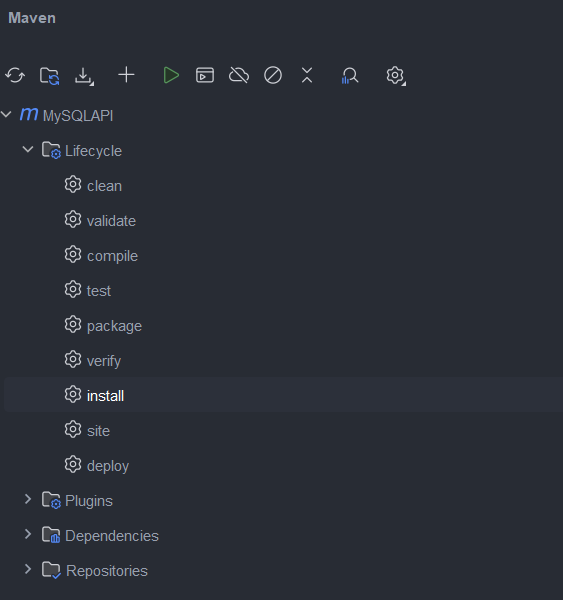 Maven
m MySQLAPI
Lifecycle
clean
validate
compile
test
package
verify
install
site
deploy
Plugins
Dependencies
Repositories